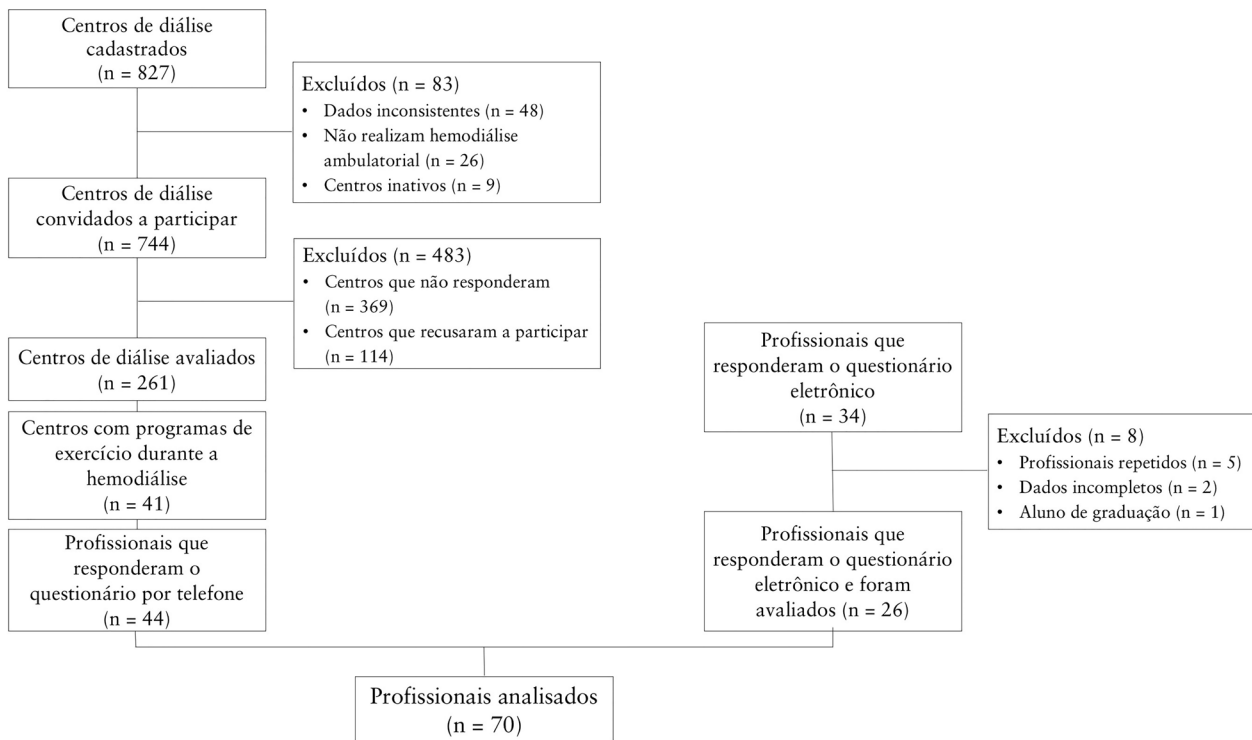 Centros de diálise
cadastrados
(n = 827)
Excluídos (n = 83)
• Dados inconsistentes (n = 48)
• Não realizam hemodiálise
ambulatorial (n = 26)
• Centros inativos (n = 9)
Centros de diálise
convidados a participar
(n = 744)
Excluídos (n = 483)
• Centros que não responderam
(n = 369)
• Centros que recusaram a participar
(n = 114)
Centros de diálise avaliados
(n = 261)
Centros com programas de
exercício durante a
hemodiálise
(n = 41)
Profissionais que
responderam o
questionário por telefone
(n = 44)
Profissionais que
responderam o questionário
eletrônico
(n = 34)
Excluídos (n = 8)
• Profissionais repetidos (n = 5)
• Dados incompletos (n = 2)
• Aluno de graduação (n = 1)
Profissionais que
responderam o questionário
eletrônico e foram
avaliados (n = 26)
Profissionais analisados
(n = 70)